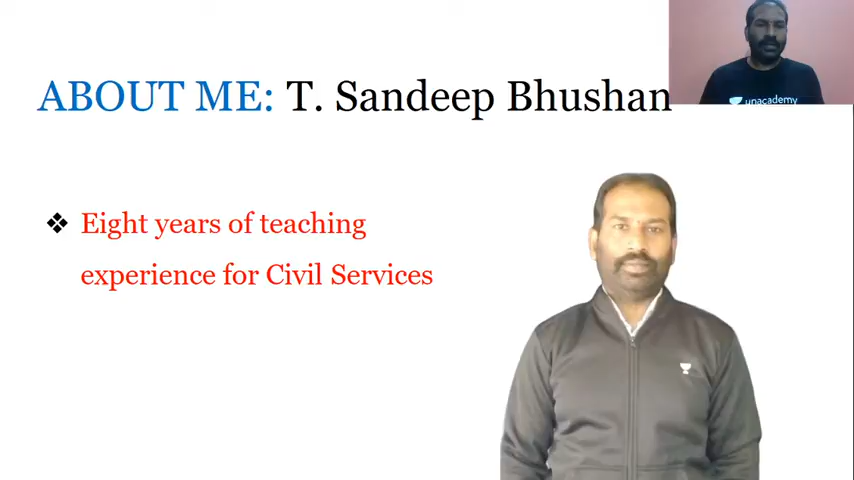 ABOUT ME: T. Sandeep Bhushan
unacademy
❖ Eight years of teaching
experience for Civil Services